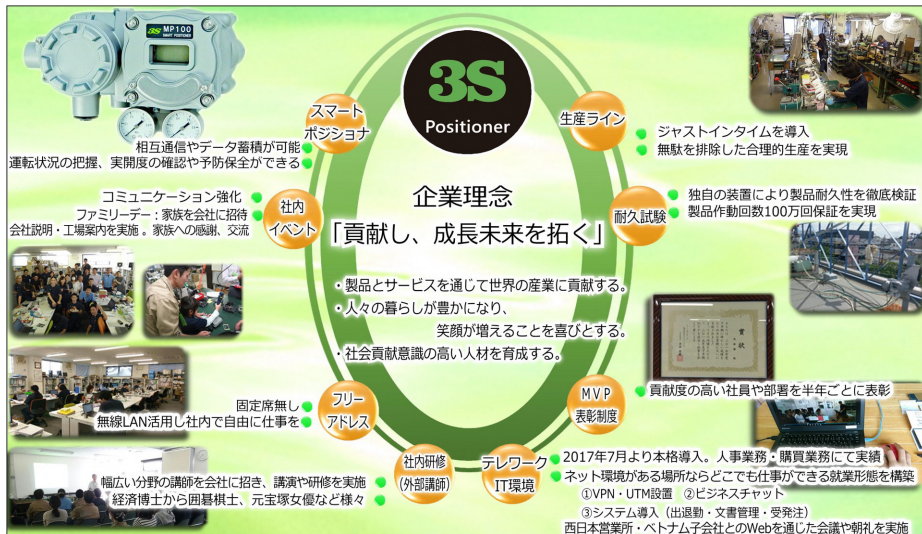 3S MP100
SMART POSITIONER
3S
Positioner
スマート
ポジショナ
相互通信やデータ蓄積が可能
運転状況の把握、実開度の確認や予防保全ができる
生産ライン
ジャストインタイムを導入
無駄を排除した合理的生産を実現
コミュニケーション強化
ファミリーデー：家族を会社に招待
会社説明・工場案内を実施。家族への感謝、交流
社内
イベント
企業理念
「貢献し、成長未来を拓く」
耐久試験
独自の装置により製品耐久性を徹底検証
製品作動回数100万回保証を実現
・製品とサービスを通じて世界の産業に貢献する。
・人々の暮らしが豊かになり、
笑顔が増えることを喜びとする。
・社会貢献意識の高い人材を育成する。
賞状
固定席無し
無線LAN活用し社内で自由に仕事を
フリー
アドレス
MVP
表彰制度
貢献度の高い社員や部署を半年ごとに表彰
幅広い分野の講師を会社に招き、講演や研修を実施
経済博士から囲碁棋士、元宝塚女優など様々
社内研修
(外部講師)
テレワーク
IT環境
2017年7月より本格導入。人事業務・購買業務にて実績
ネット環境がある場所ならどこでも仕事ができる就業形態を構築
①VPN・UTM設置 ②ビジネスチャット
③システム導入（出退勤・文書管理・受発注）
西日本営業所・ベトナム子会社とのWebを通じた会議や朝礼を実施